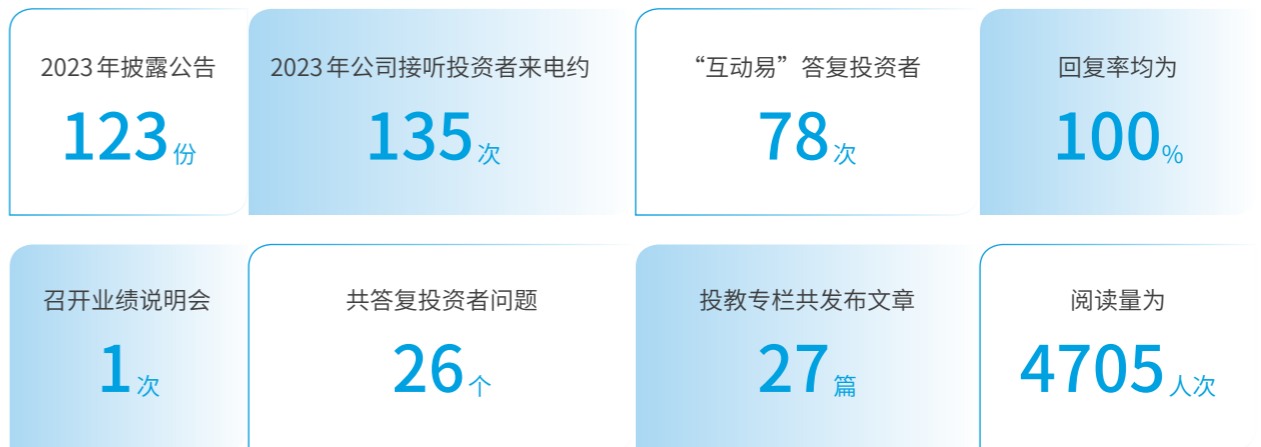 2023年披露公告
123份
2023年公司接听投资者来电约
135次
“互动易”答复投资者
78次
回复率均为
100%
召开业绩说明会
1次
共答复投资者问题
26个
投教专栏共发布文章
27篇
阅读量为
4705人次